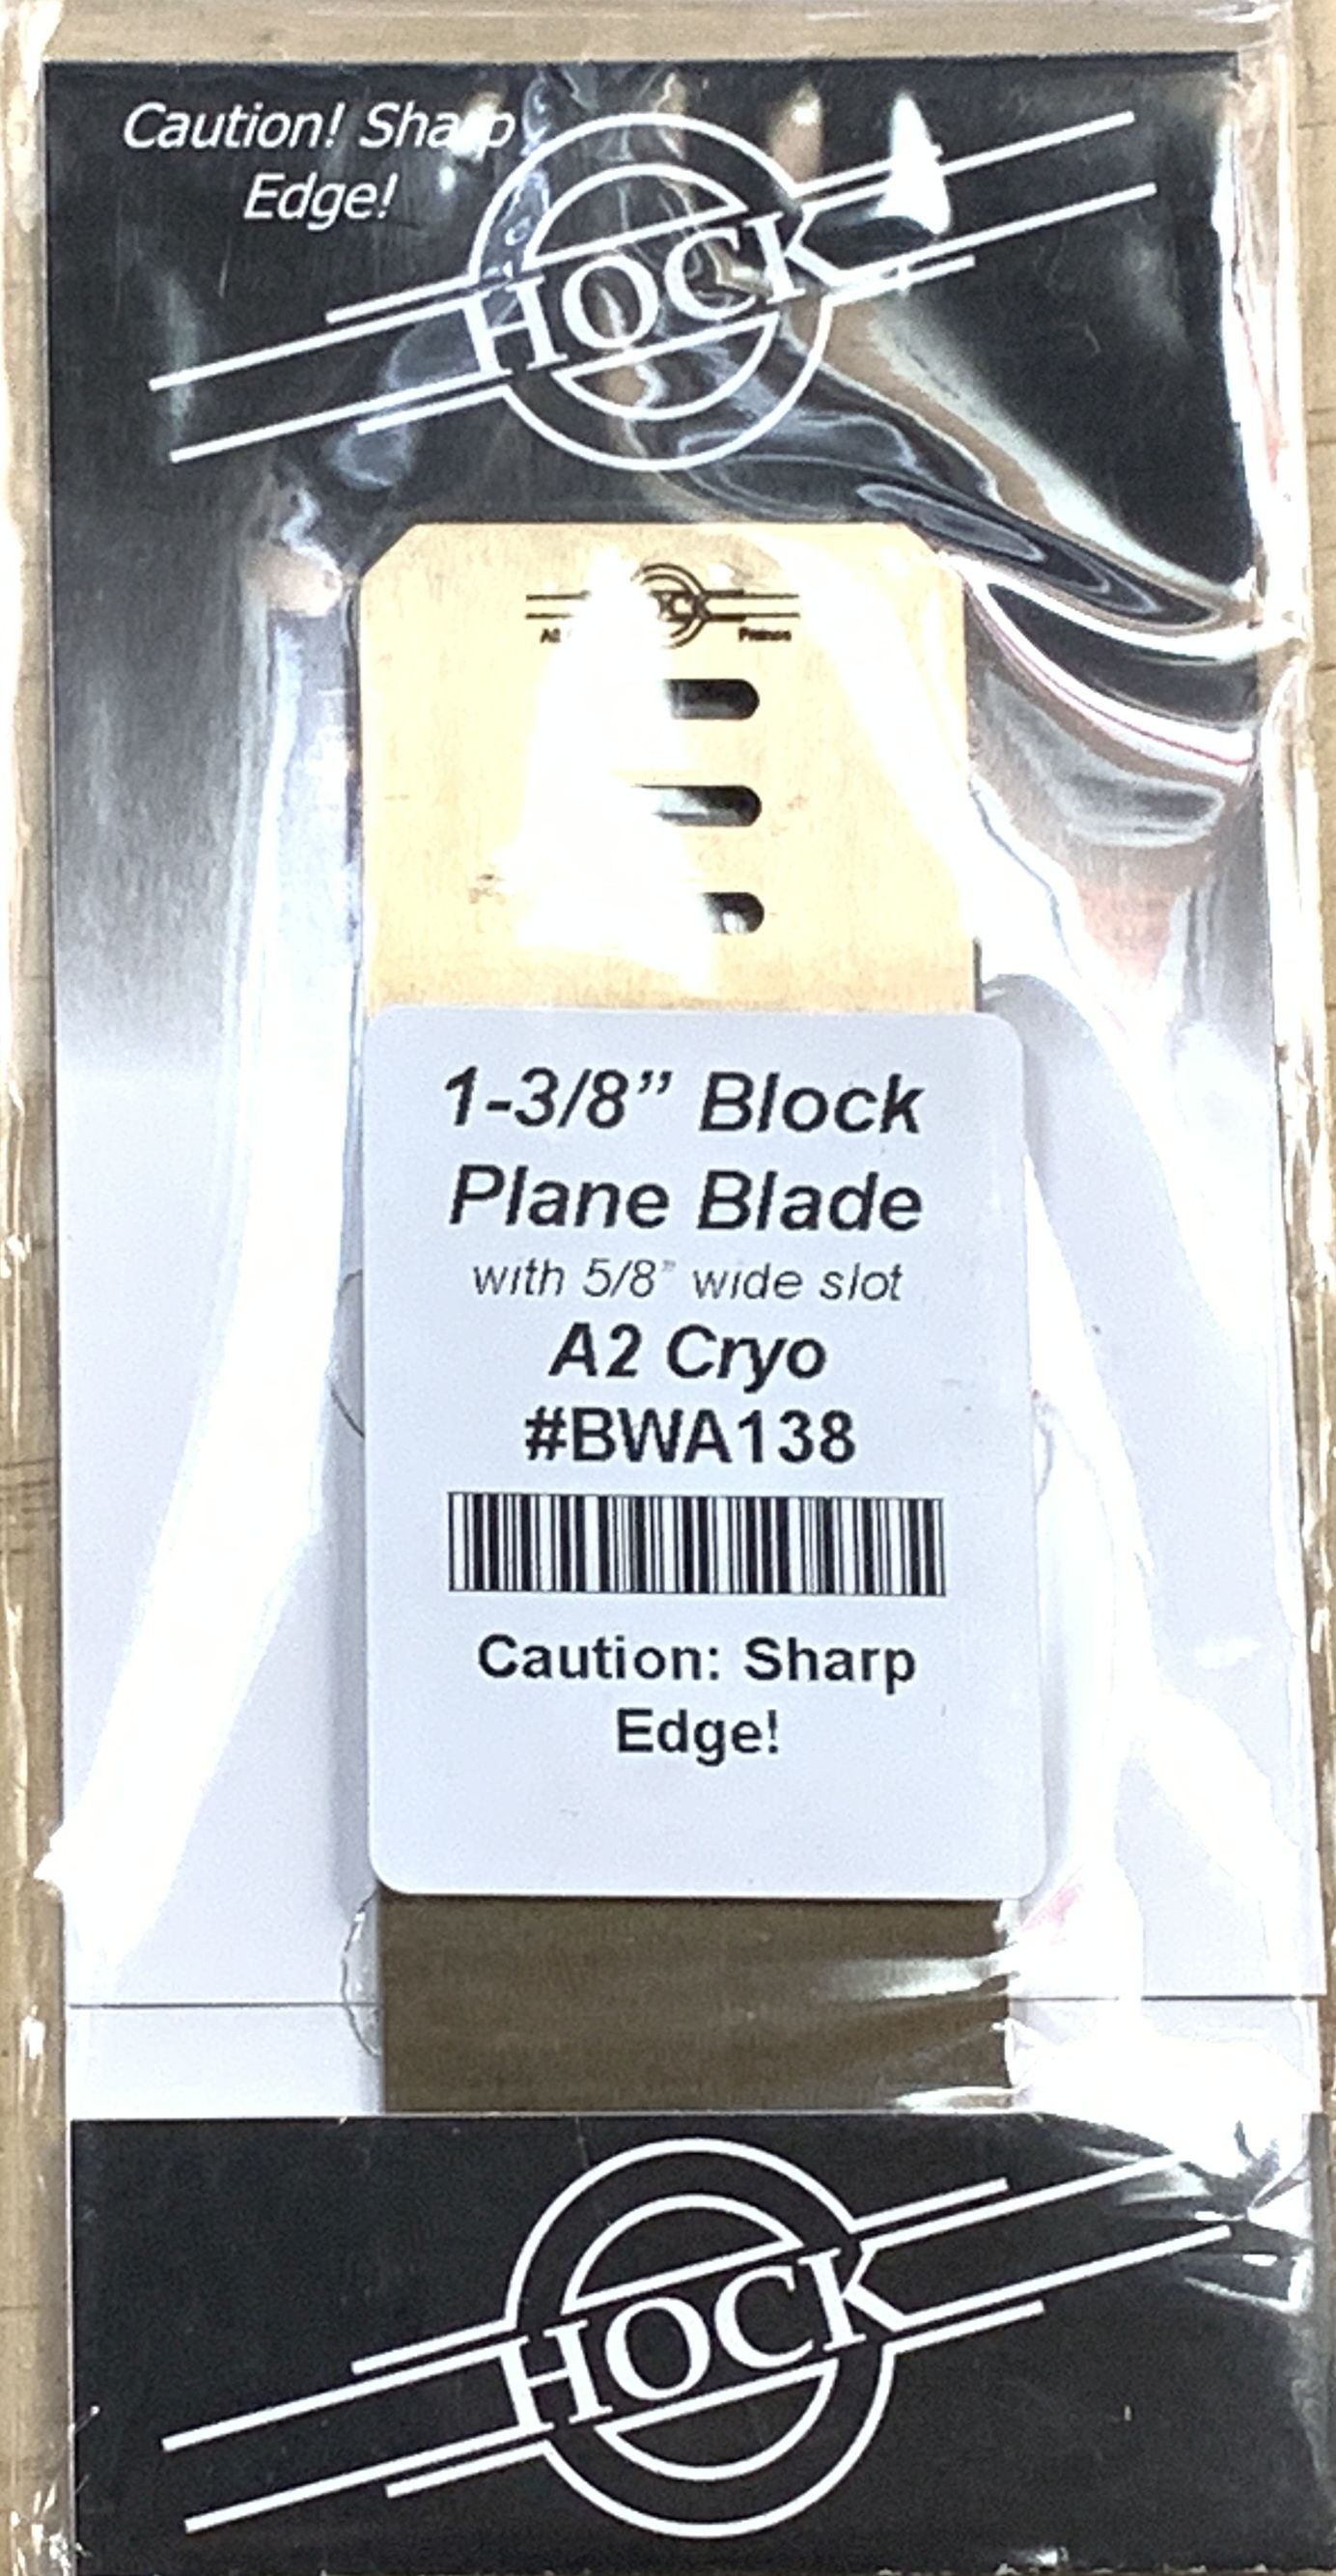 Caution! Sharp
Edge!
HOCK
France
1-3/8” Block
Plane Blade
with 5/8” wide slot
A2 Cryo
#BWA138
Caution: Sharp
Edge!
HOCK